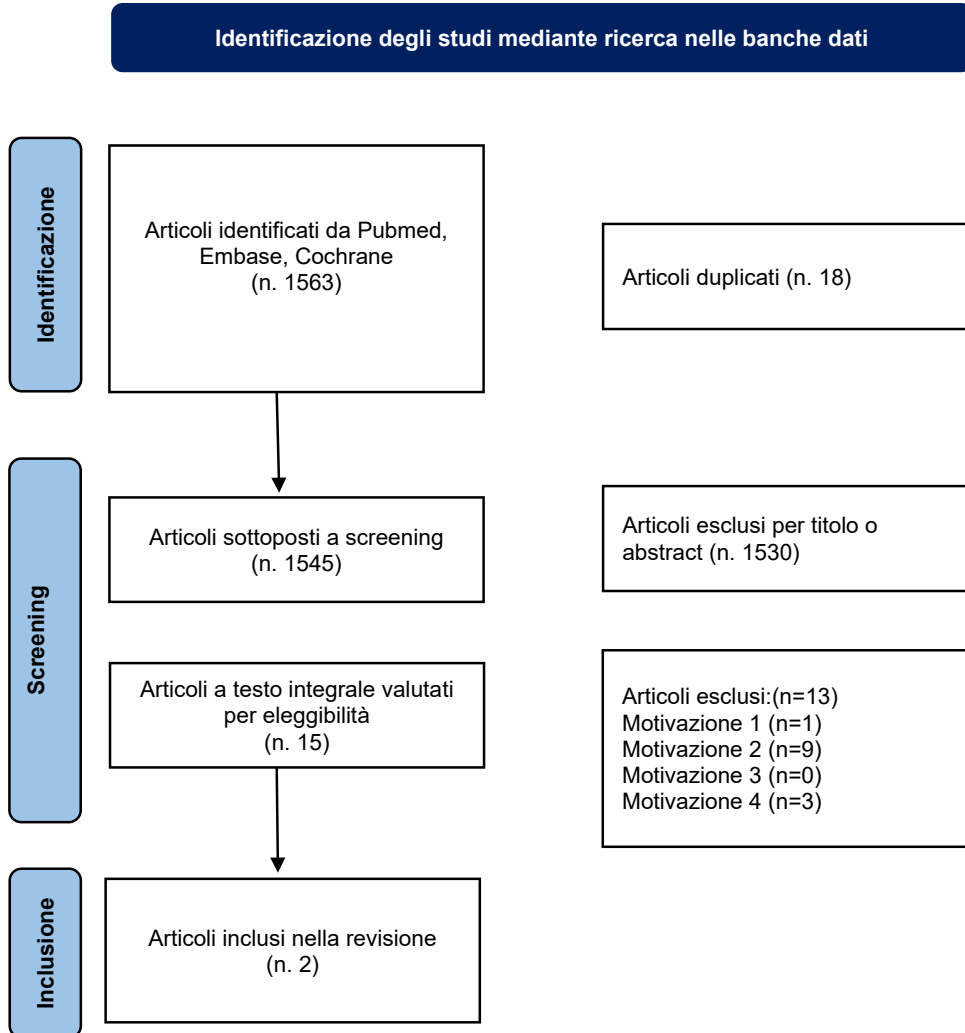 Identificazione degli studi mediante ricerca nelle banche dati
Identificazione
Articoli identificati da Pubmed,
Embase, Cochrane
(n. 1563)
Articoli duplicati (n. 18)
Screening
Articoli sottoposti a screening
(n. 1545)
Articoli esclusi per titolo o
abstract (n. 1530)
Articoli a testo integrale valutati
per eleggibilità
(n. 15)
Articoli esclusi:(n=13)
Motivazione 1 (n=1)
Motivazione 2 (n=9)
Motivazione 3 (n=0)
Motivazione 4 (n=3)
Inclusione
Articoli inclusi nella revisione
(n. 2)